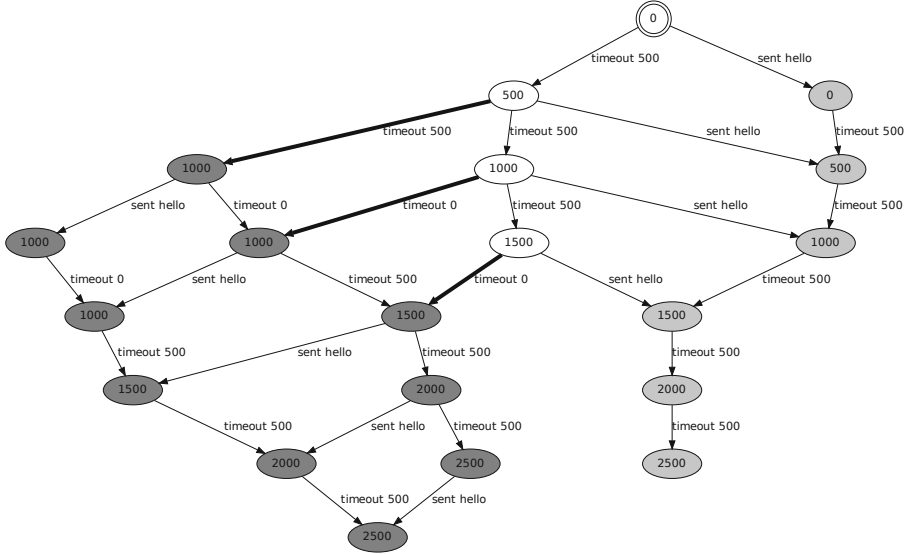 0
timeout 500 sent hello
500 0
timeout 500 timeout 500 sent hello timeout 500
1000 1000 500
sent hello timeout 0 timeout 0 timeout 500 sent hello timeout 500
1000 1000 1500 1000
timeout 0 sent hello timeout 500 timeout 0 sent hello timeout 500
1000 1500 1500
timeout 500 sent hello timeout 500 timeout 500
1500 2000 2000
timeout 500 sent hello timeout 500 timeout 500
2000 2500 2500
timeout 500 sent hello
2500